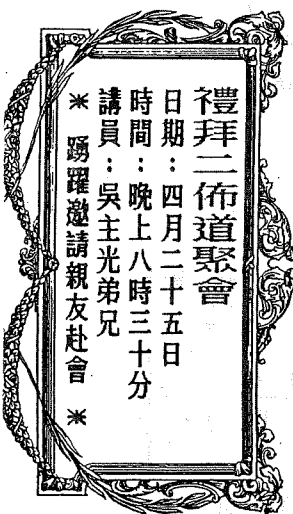 禮拜二佈道聚會
日期：四月二十五日
時間：晚上八時三十分
講員：吳主光弟兄
* 踴躍邀請親友赴會 *